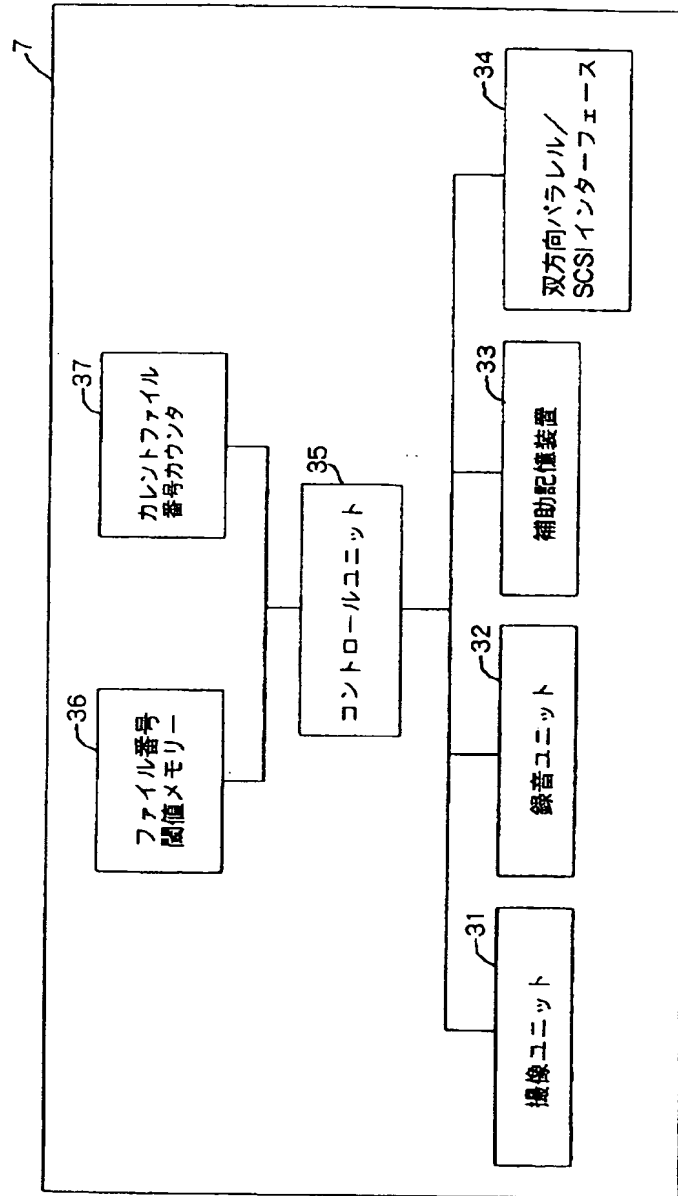 7
36
ファイル番号
閾値メモリー
37
カレントファイル
番号カウンタ
35
コントロールユニット
31
撮像ユニット
32
録音ユニット
33
補助記憶装置
34
双方向パラレル／
SCSIインターフェース